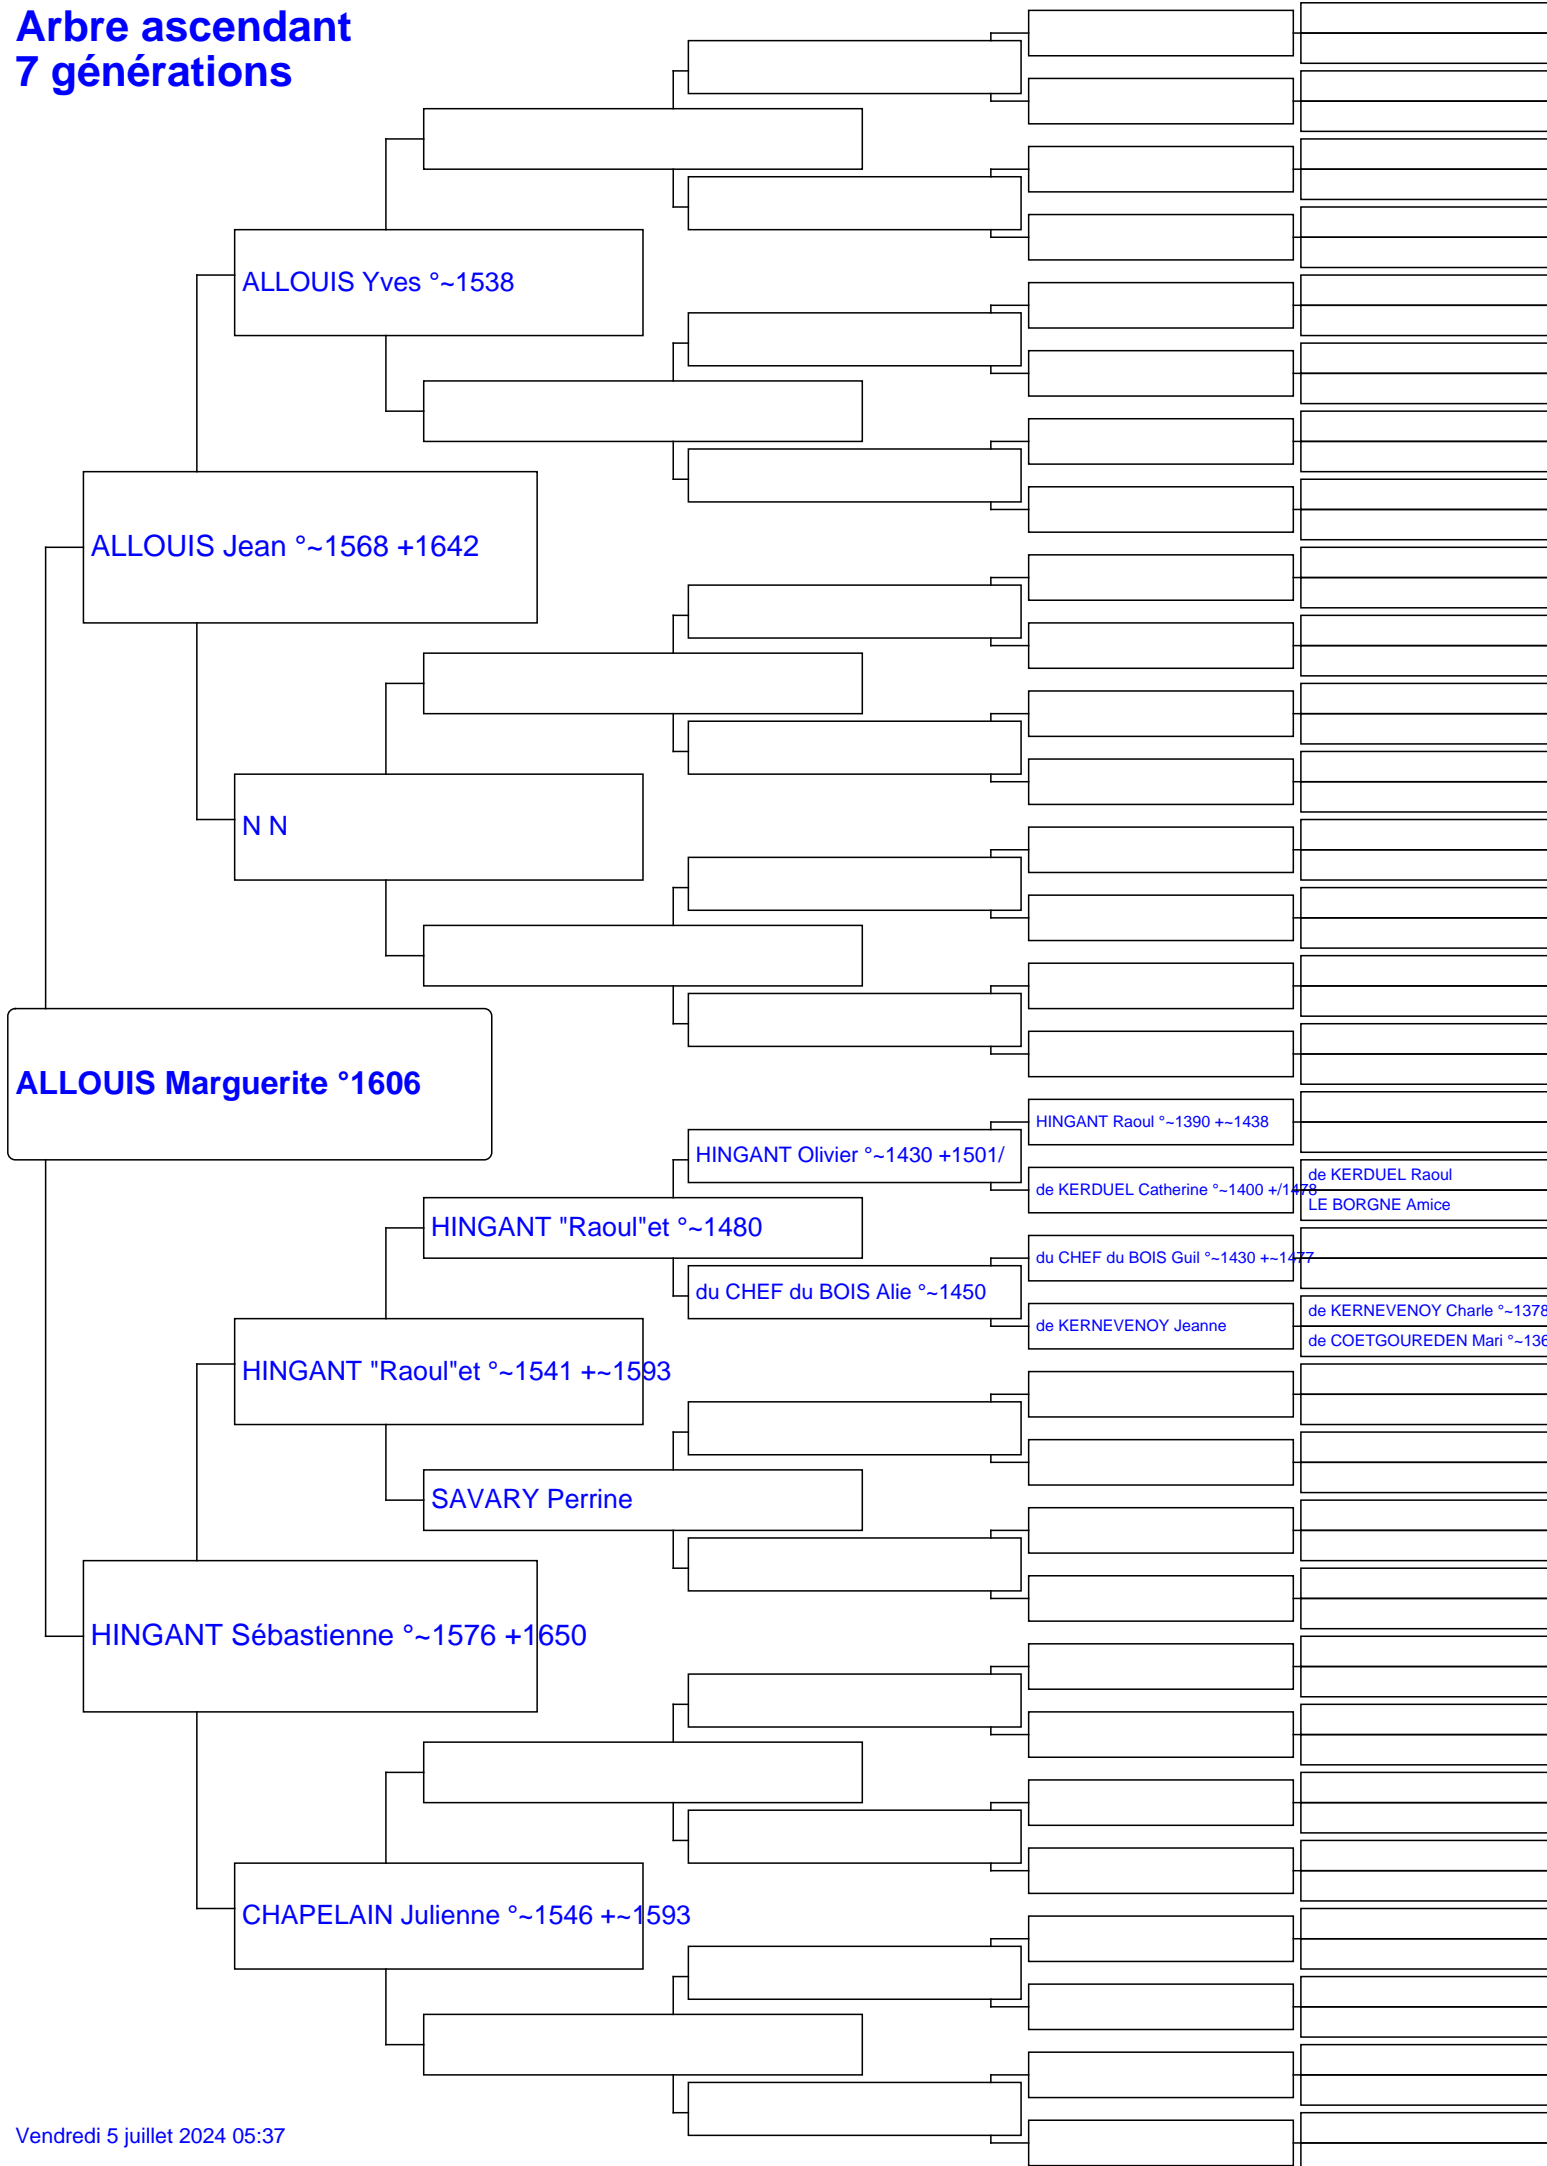 Arbre ascendant
7 générations
ALLOUIS Yves °~1538
ALLOUIS Jean °~1568 +1642
N N
ALLOUIS Marguerite °1606
HINGANT Raoul °~1390 +~1438
HINGANT Olivier °~1430 +1501/
de KERDUEL Raoul
de KERDUEL Catherine °~1400 +/1478
LE BORGNE Amice
HINGANT "Raoul"et °~1480
du CHEF du BOIS Guil °~1430 +~1477
du CHEF du BOIS Alie °~1450
de KERNEVENOY Charle °~1378
de KERNEVENOY Jeanne
de COETGOUREDEN Mari °~136
HINGANT "Raoul"et °~1541 +~1593
SAVARY Perrine
HINGANT Sébastienne °~1576 +1650
CHAPELAIN Julienne °~1546 +~1593
Vendredi 5 juillet 2024 05:37